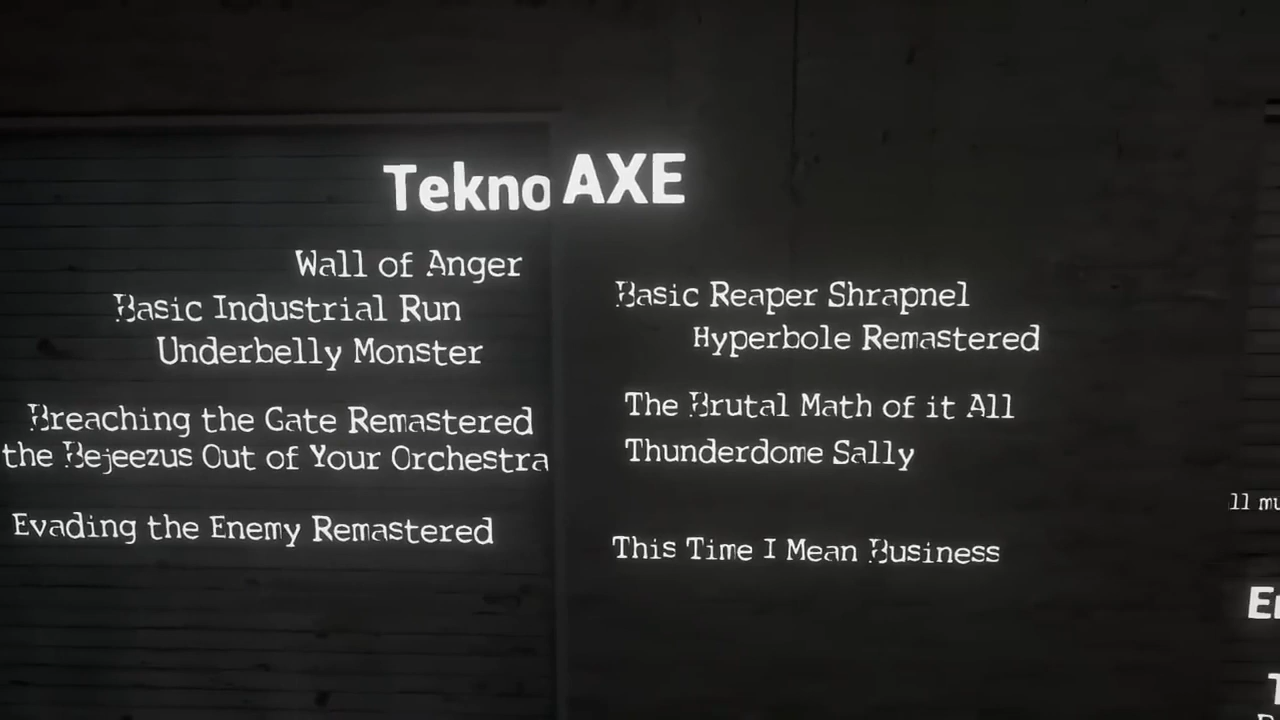 TeknoAXE
Wall of Anger
Basic Industrial Run
Underbelly Monster
Breaching the Gate Remastered
the Bejeezus Out of Your Orchestra
Evading the Enemy Remastered
Basic Reaper Shrapnel
Hyperbole Remastered
The Brutal Math of it All
Thunderdome Sally
This Time I Mean Business